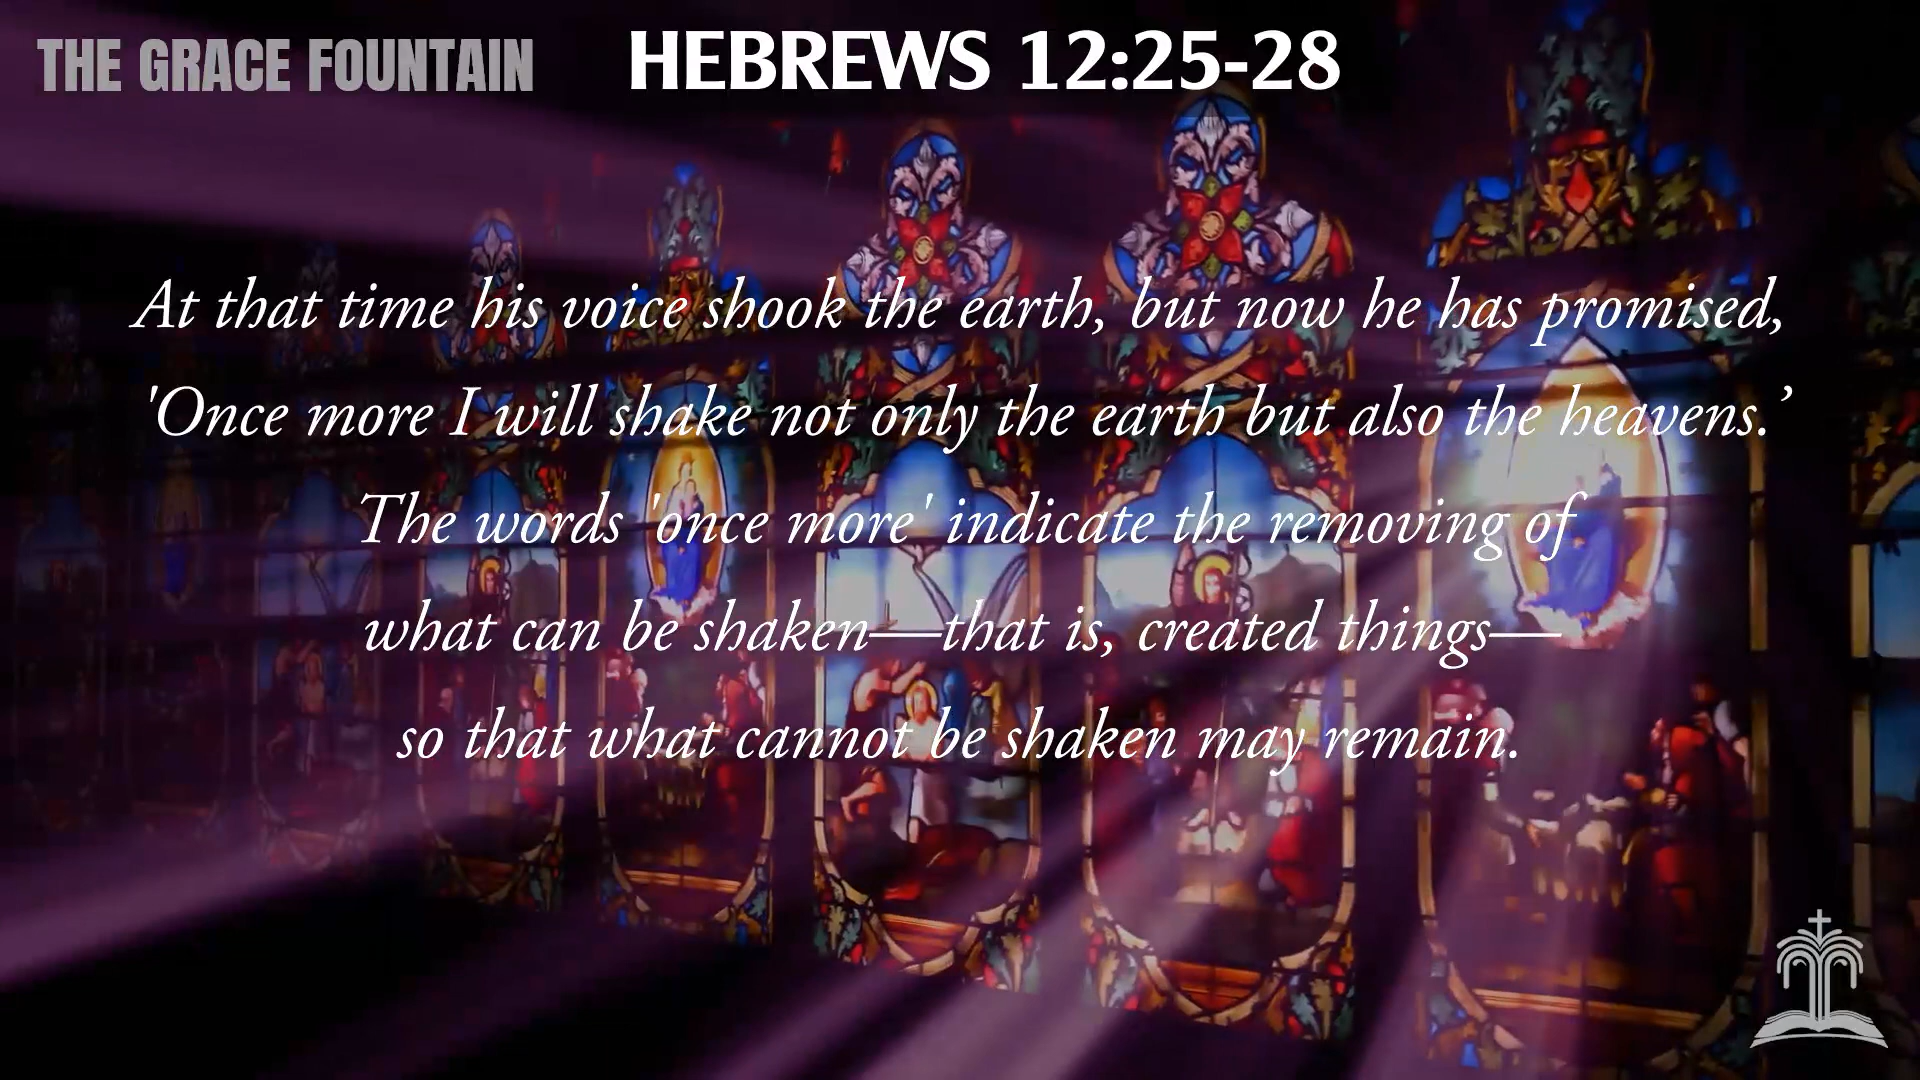 THE GRACE FOUNTAIN
HEBREWS 12:25-28
At that time his voice shook the earth, but now he has promised,
'Once more I will shake not only the earth but also the heavens.’
The words 'once more' indicate the removing of
what can be shaken—that is, created things—
so that what cannot be shaken may remain.